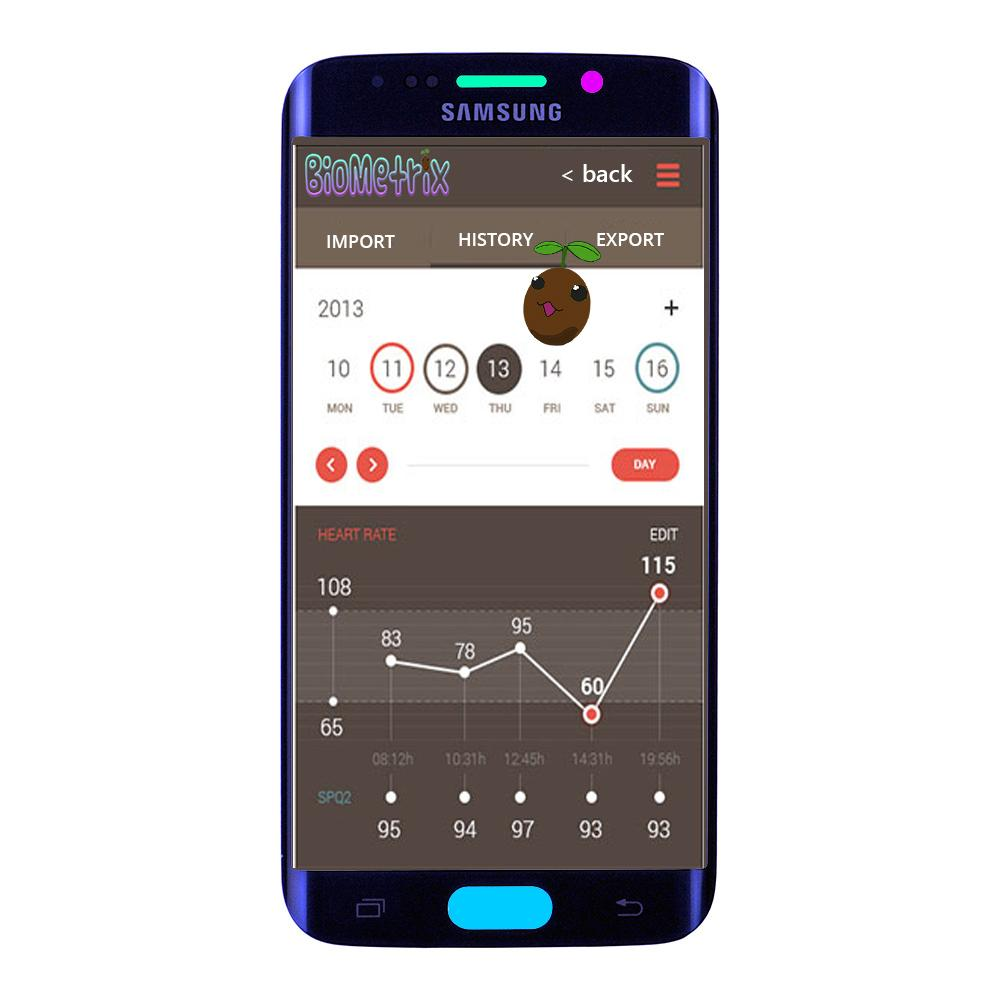 SAMSUNG
BioMetrix
< back
IMPORT HISTORY EXPORT
2013 +
10 11 12 13 14 15 16
MON TUE WED THU FRI SAT SUN
DAY
HEART RATE EDIT
115
108
95
83
78
60
65
08:12h 10:31h 12:45h 14:31h 19:56h
SPQ2
95 94 97 93 93